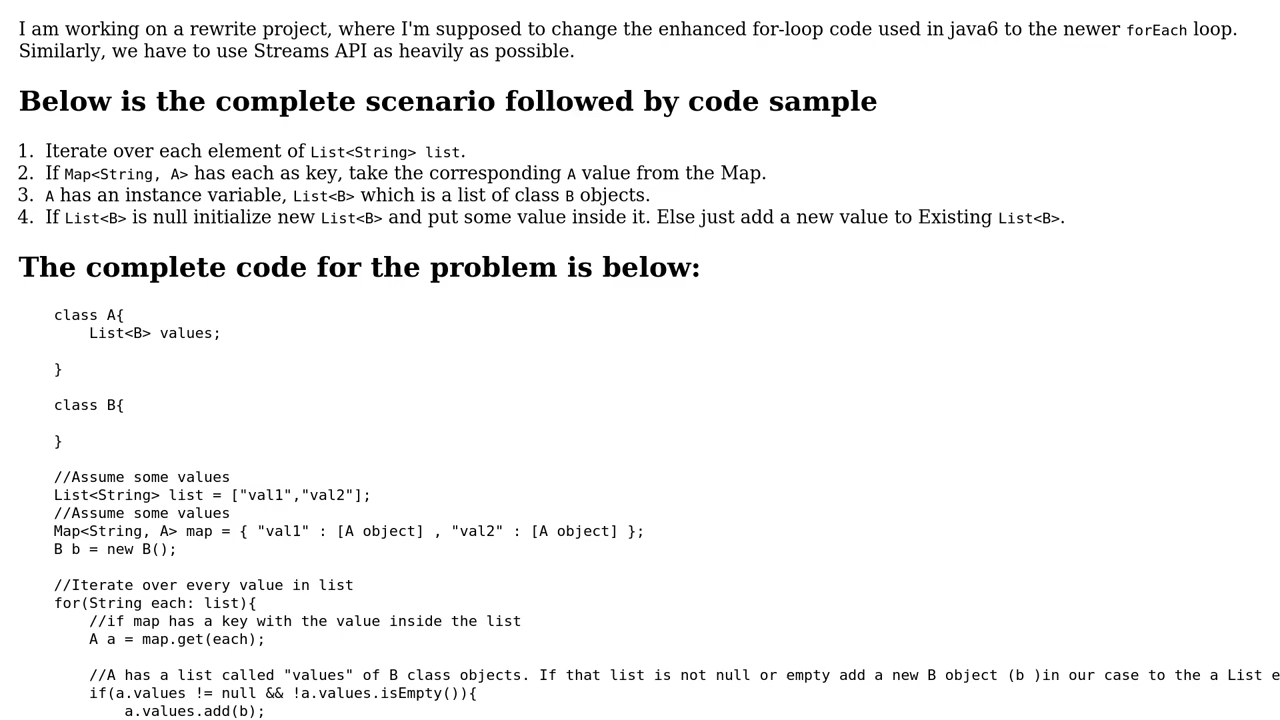 I am working on a rewrite project, where I'm supposed to change the enhanced for-loop code used in java6 to the newer forEach loop.
Similarly, we have to use Streams API as heavily as possible.
Below is the complete scenario followed by code sample
1. Iterate over each element of List<String> list.
2. If Map<String, A> has each as key, take the corresponding A value from the Map.
3. A has an instance variable, List<B> which is a list of class B objects.
4. If List<B> is null initialize new List<B> and put some value inside it. Else just add a new value to Existing List<B>.
The complete code for the problem is below:
class A{
    List<B> values;
}
class B{
}
//Assume some values
List<String> list = ["val1","val2"];
//Assume some values
Map<String, A> map = { "val1" : [A object] , "val2" : [A object] };
B b = new B();
//Iterate over every value in list
for(String each: list){
    //if map has a key with the value inside the list
    A a = map.get(each);
    //A has a list called "values" of B class objects. If that list is not null or empty add a new B object (b )in our case to the a List
    if(a.values != null && !a.values.isEmpty()){
        a.values.add(b);